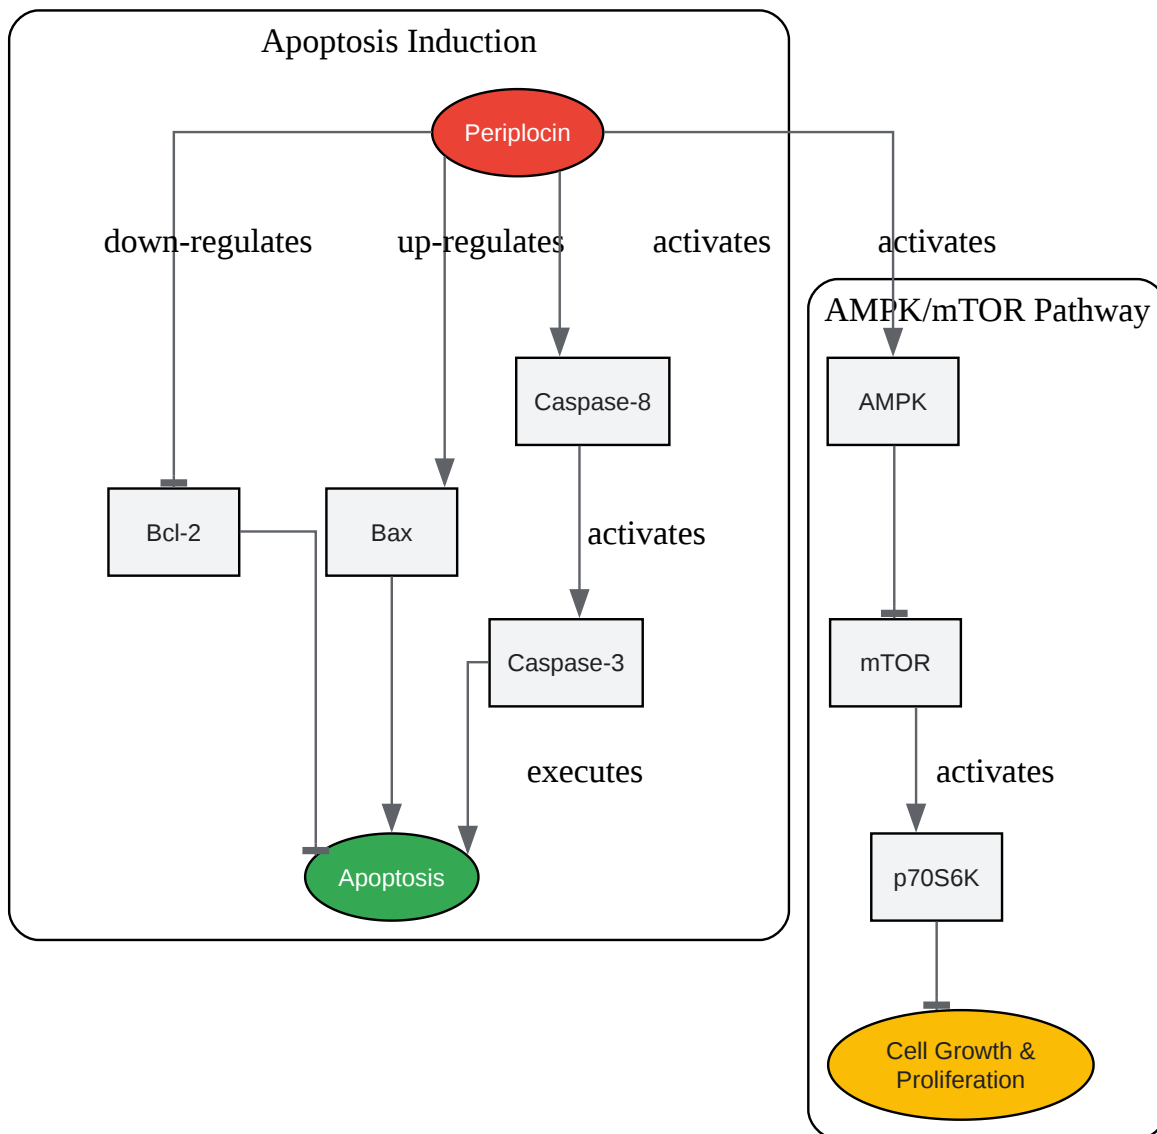 Apoptosis Induction
Periplocin
down-regulates
up-regulates
activates
activates
AMPK/mTOR Pathway
Caspase-8
AMPK
Bcl-2
Bax
activates
Caspase-3
mTOR
executes
activates
Apoptosis
p70S6K
Cell Growth &
Proliferation